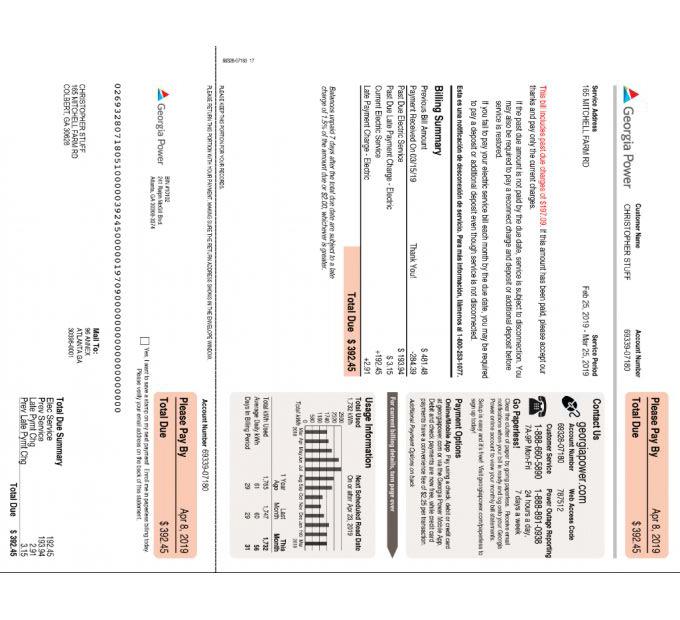 Georgia Power
Customer Name
CHRISTOPHER STUFF
Account Number
69339-07180
Please Pay By Apr 8, 2019
Total Due $ 392.45
Service Address
165 MITCHELL FARM RD
Service Period
Feb 25, 2019 - Mar 25, 2019
This bill includes past due charges of $197.09. If this amount has been paid, please accept our
thanks and pay only the current charges.
If the past due amount is not paid by the due date, service is subject to disconnection. You
may also be required to pay a reconnect charge and deposit or additional deposit before
service is restored.
If you fail to pay your electric service bill each month by the due date, you may be required
to pay a deposit or additional deposit even though service is not disconnected.
Esta es una notificación de desconexión de servicio. Para más información, llámenos al 1-800-253-1077.
Billing Summary
Previous Bill Amount $ 481.48
Payment Received On 03/15/19 Thank You! -284.39
Past Due Electric Service $ 193.94
Past Due Late Payment Charge - Electric $ 3.15
Current Electric Service +192.45
Late Payment Charge - Electric +2.91
Total Due $ 392.45
Balances unpaid 7 days after the total due date are subject to a late
charge of 1.5% of the amount due or $2.00, whichever is greater.
Contact Us
georgiapower.com
Account Number Web Access Code
69339-07180 787512
Customer Service Power Outage Reporting
1-888-660-5890 1-888-891-0938
7A-9P Mon-Fri 24 hours a day,
7 days a week
Go Paperless!
Clear the clutter of paper by going paperless. Receive email
notifications when your bill is ready and log onto your Georgia
Power online account to view your monthly bill statements.
Setup is easy and it's free! Visit georgiapower.com/paperless to
sign up today!
Payment Options
Online/Mobile App: Pay using a check, debit or credit card
at georgiapower.com or via the Georgia Power Mobile App.
Debit and check payments are now free, while credit card
payments have a convenience fee of $2.25 per transaction.
Additional Payment Options on back
For current billing details, turn page over
Usage Information
Total Used Next Scheduled Read Date
1,732 kWh On or after Apr 23, 2019
1 Year Ago Last Month This Month
Total kWh Used 1,765 1,747 1,732
Average Daily kWh 61 60 56
Days In Billing Period 29 29 31
PLEASE KEEP THIS PORTION FOR YOUR RECORDS.
PLEASE RETURN THIS PORTION WITH YOUR PAYMENT, MAKING SURE THE RETURN ADDRESS SHOWS IN THE ENVELOPE WINDOW.
Georgia Power
241 Ralph McGill Blvd.
Atlanta, GA 30308-3374
Account Number 69339-07180
Please Pay By Apr 8, 2019
Total Due $ 392.45
Yes, I want to save a stamp on my next payment! Enroll me in paperless billing today.
Please verify your email address on the back of this statement.
CHRISTOPHER STUFF
165 MITCHELL FARM RD
COLBERT, GA 30628
Mail To:
96 ANNEX
ATLANTA GA
30396-0001
Total Due Summary
Elec Service 192.45
Prev Service 193.94
Late Pymt Chg 2.91
Prev Late Pymt Chg 3.15
Total Due $ 392.45